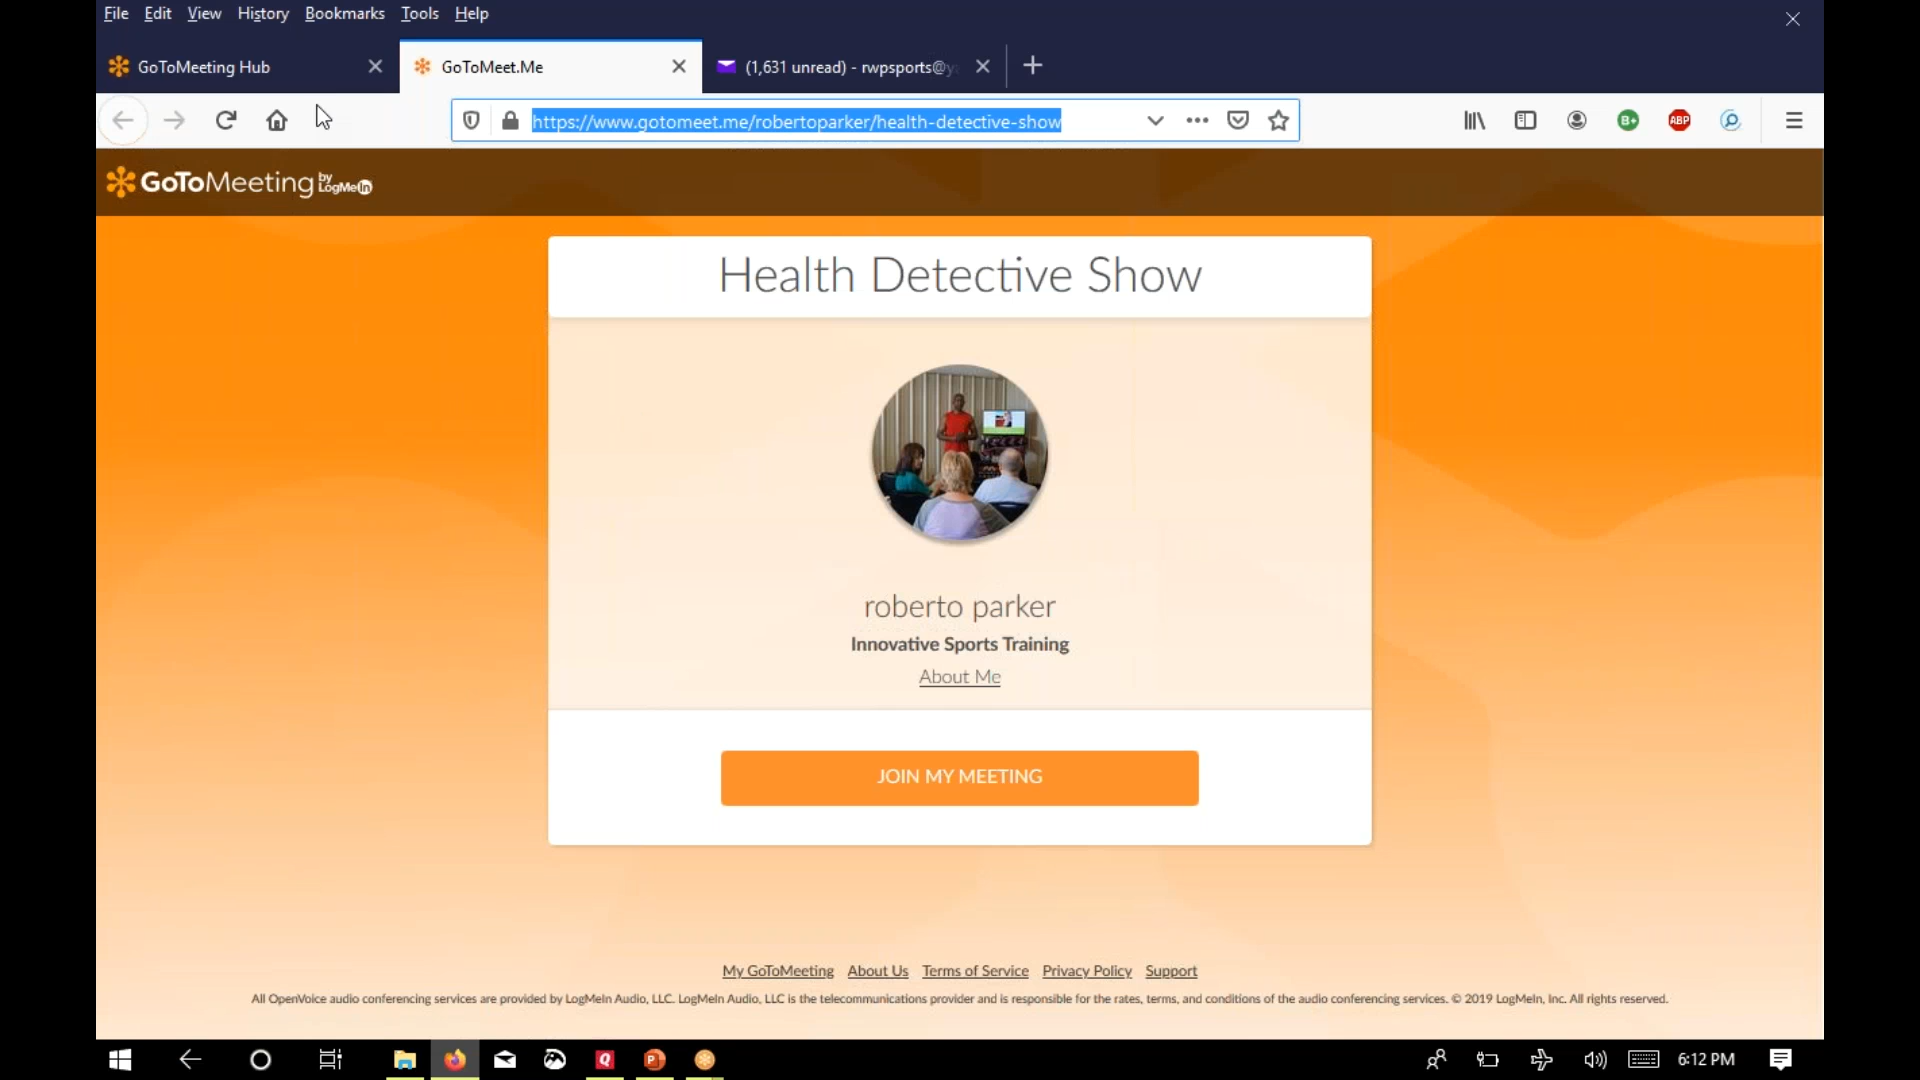 File Edit View History Bookmarks Tools Help
GoToMeeting Hub
GoToMeet.Me
(1,631 unread) - rwpsports@y
https://www.gotomeet.me/robertoparker/health-detective-show
B+
ABP
GoToMeeting by LogMeIn
Health Detective Show
roberto parker
Innovative Sports Training
About Me
JOIN MY MEETING
My GoToMeeting About Us Terms of Service Privacy Policy Support
All OpenVoice audio conferencing services are provided by LogMeIn Audio, LLC. LogMeIn Audio, LLC is the telecommunications provider and is responsible for the rates, terms, and conditions of the audio conferencing services. © 2019 LogMeIn, Inc. All rights reserved.
Q
P
6:12 PM